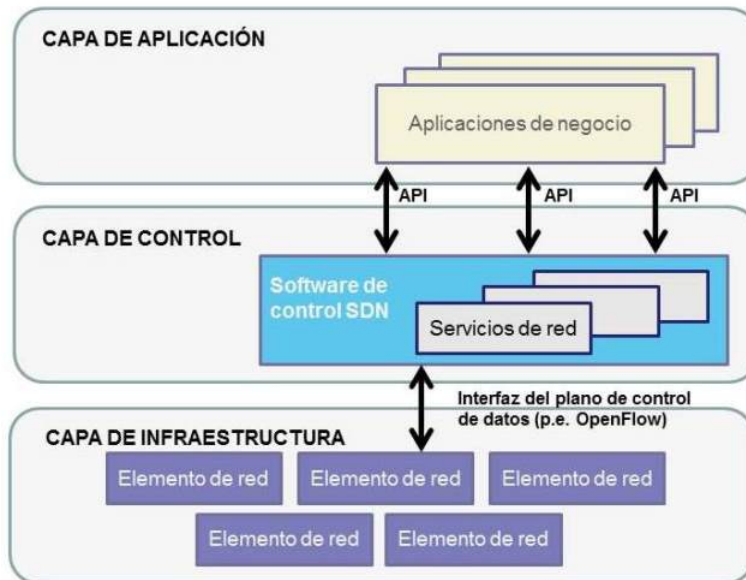 CAPA DE APLICACIÓN
Aplicaciones de negocio
API
API
API
CAPA DE CONTROL
Software de
control SDN
Servicios de red
Interfaz del plano de control
de datos (p.e. OpenFlow)
CAPA DE INFRAESTRUCTURA
Elemento de red
Elemento de red
Elemento de red
Elemento de red
Elemento de red